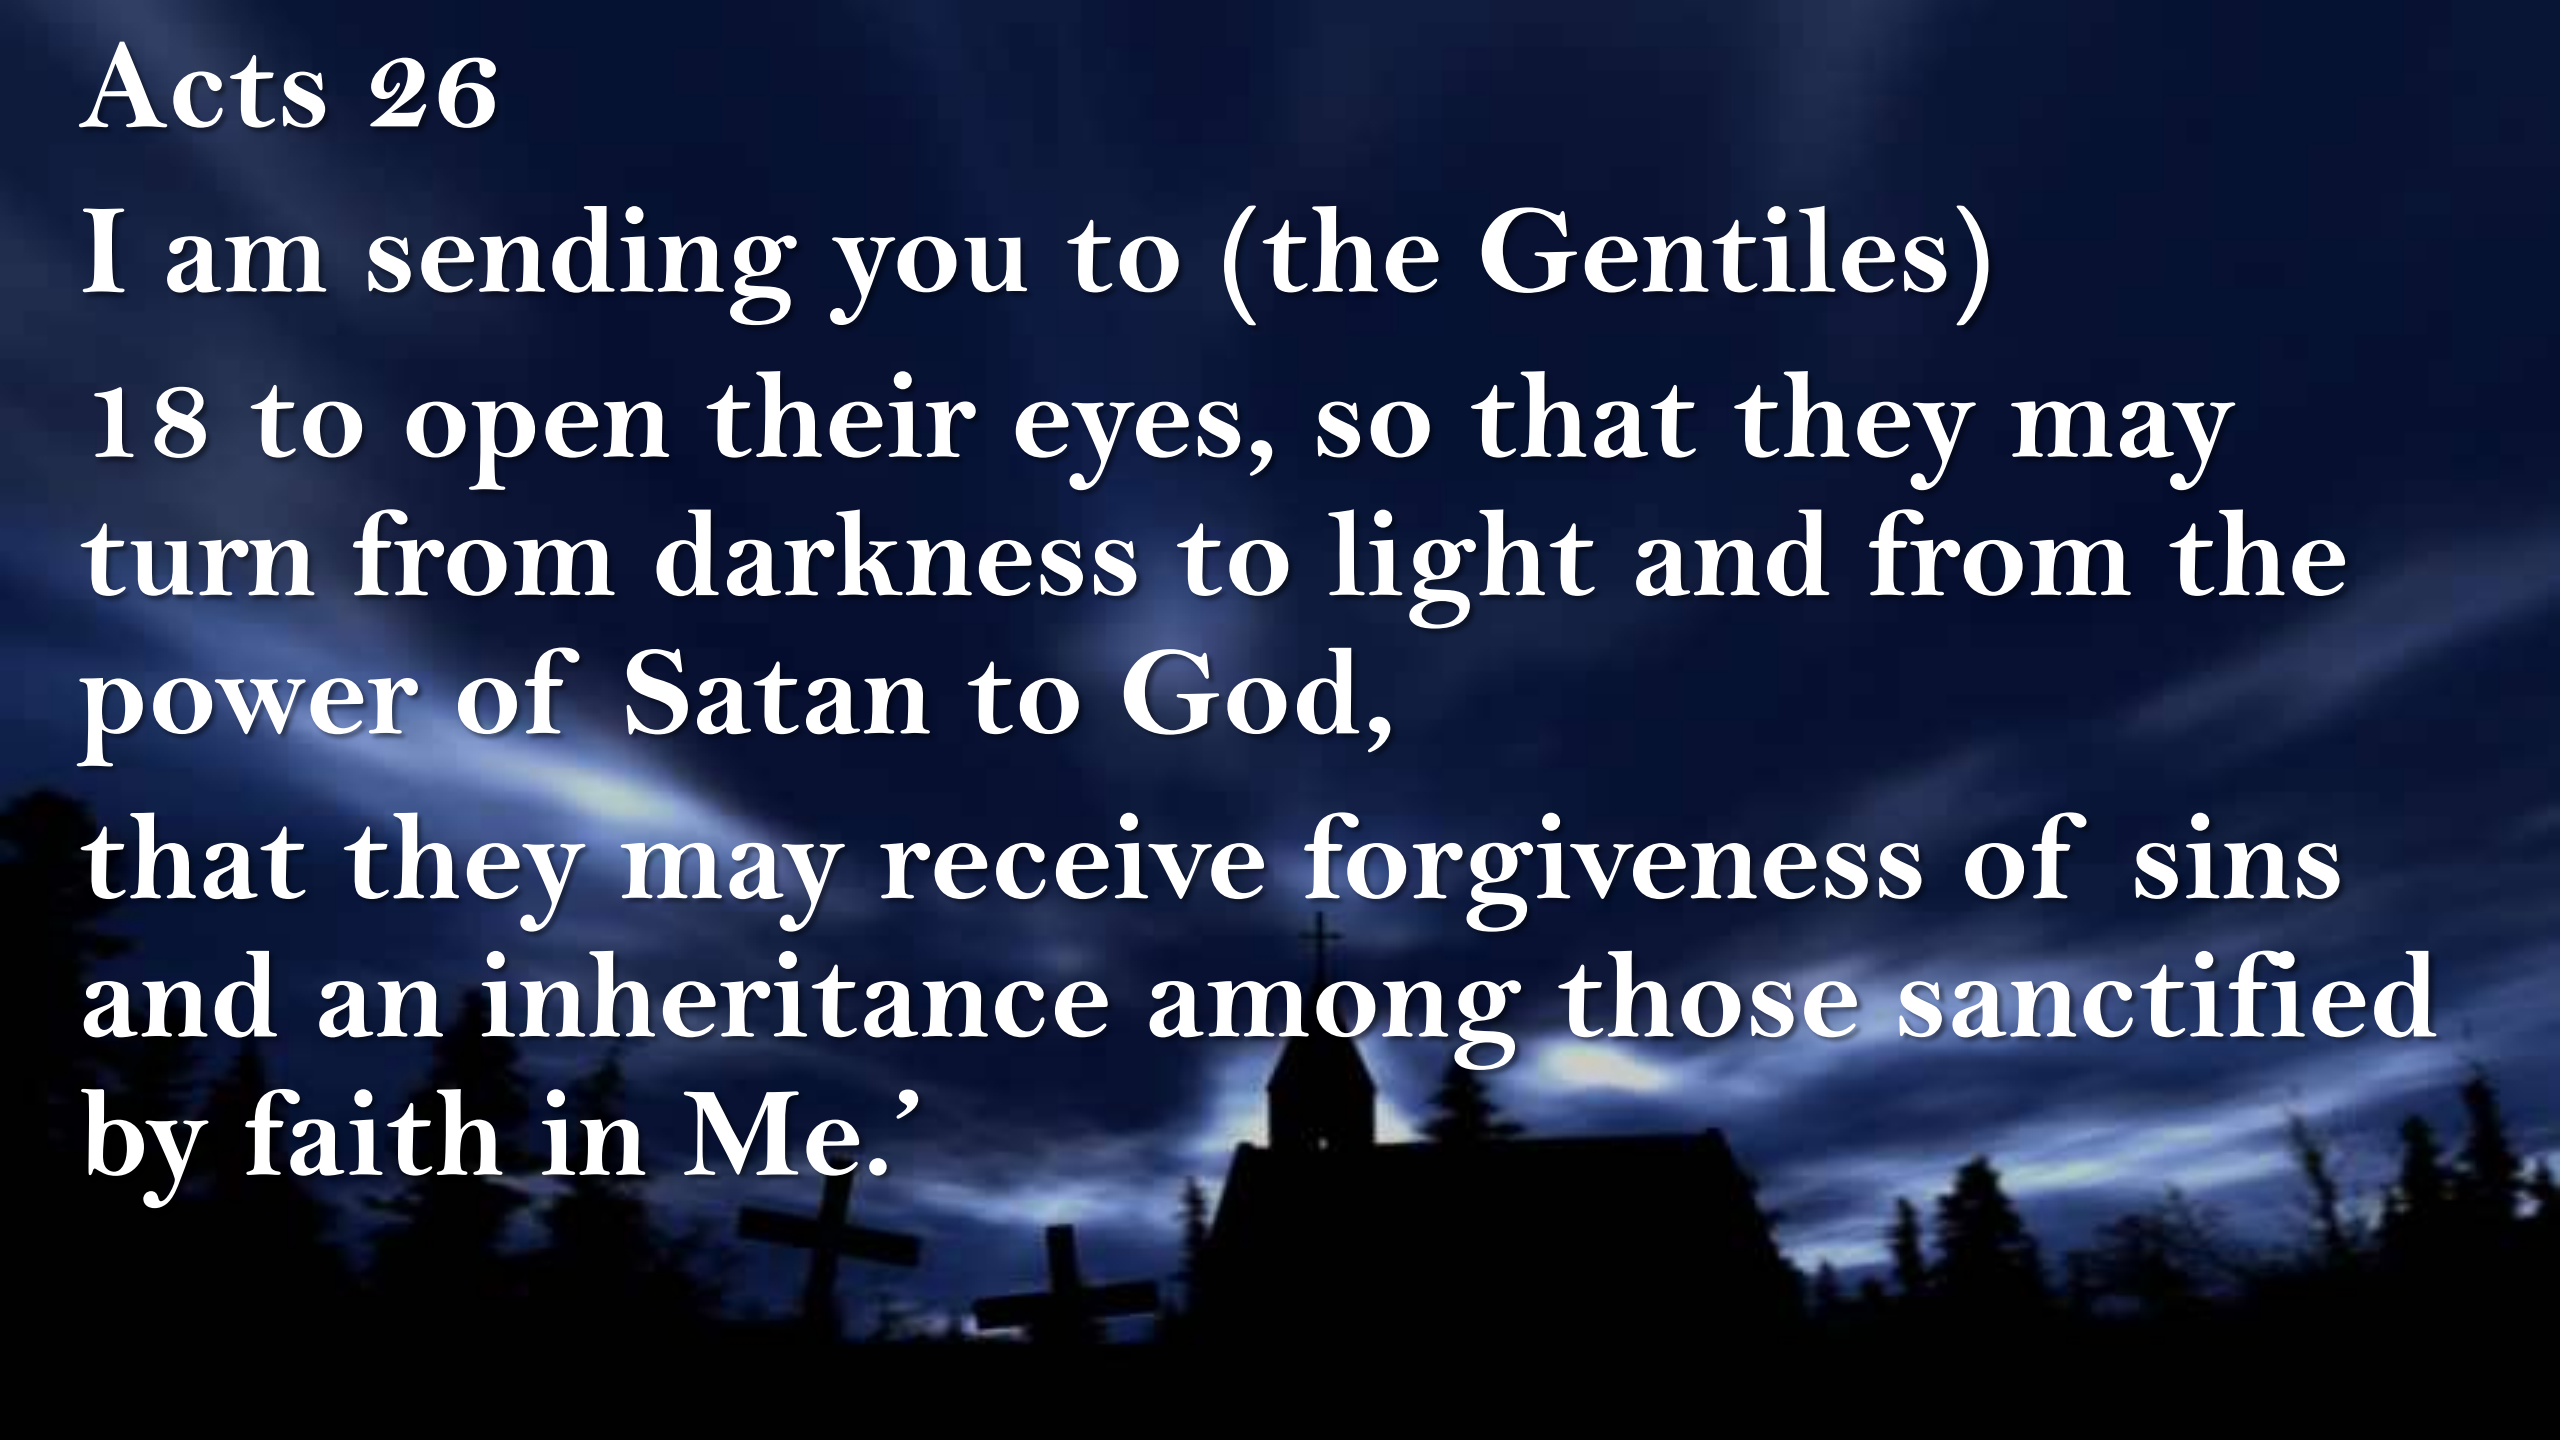 Acts 26
I am sending you to (the Gentiles)
18 to open their eyes, so that they may
turn from darkness to light and from the
power of Satan to God,
that they may receive forgiveness of sins
and an inheritance among those sanctified
by faith in Me.’